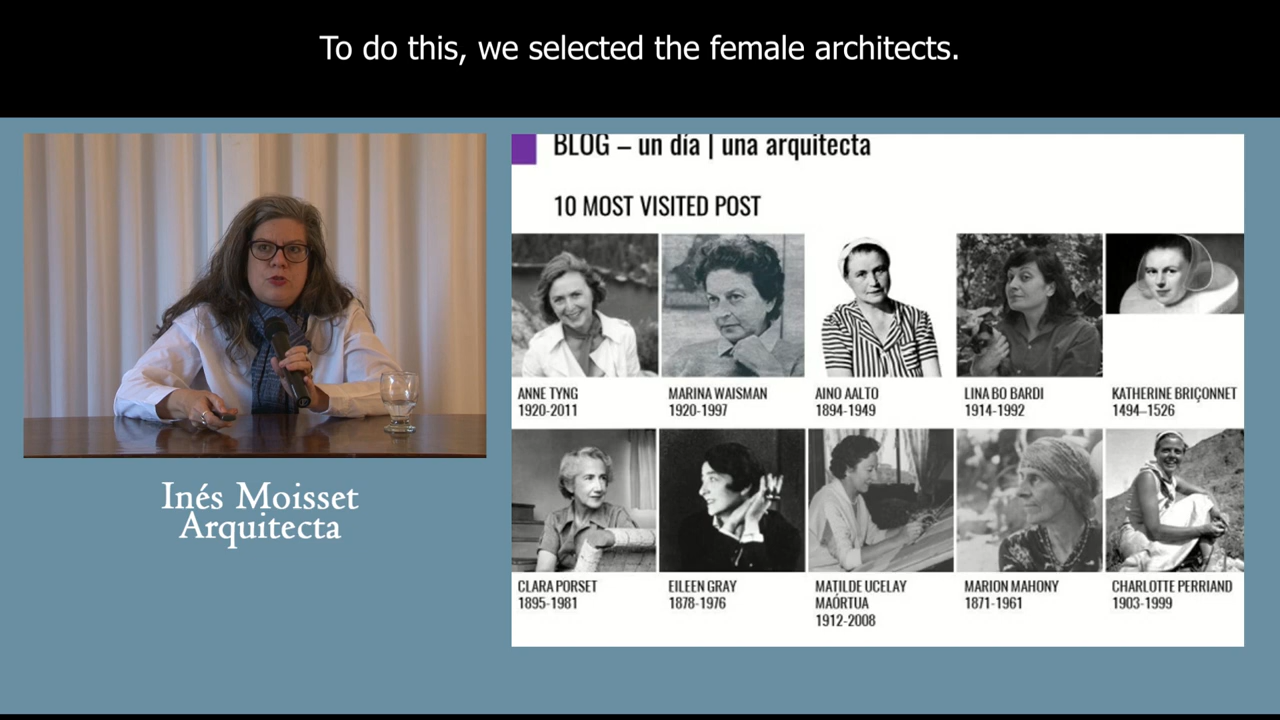 To do this, we selected the female architects.
BLOG – un día | una arquitecta
10 MOST VISITED POST
ANNE TYNG
1920-2011
MARINA WAISMAN
1920-1997
AINO AALTO
1894-1949
LINA BO BARDI
1914-1992
KATHERINE BRIÇONNET
1494–1526
CLARA PORSET
1895-1981
EILEEN GRAY
1878-1976
MATILDE UCELAY
MAÓRTUA
1912-2008
MARION MAHONY
1871-1961
CHARLOTTE PERRIAND
1903-1999
Inés Moisset
Arquitecta